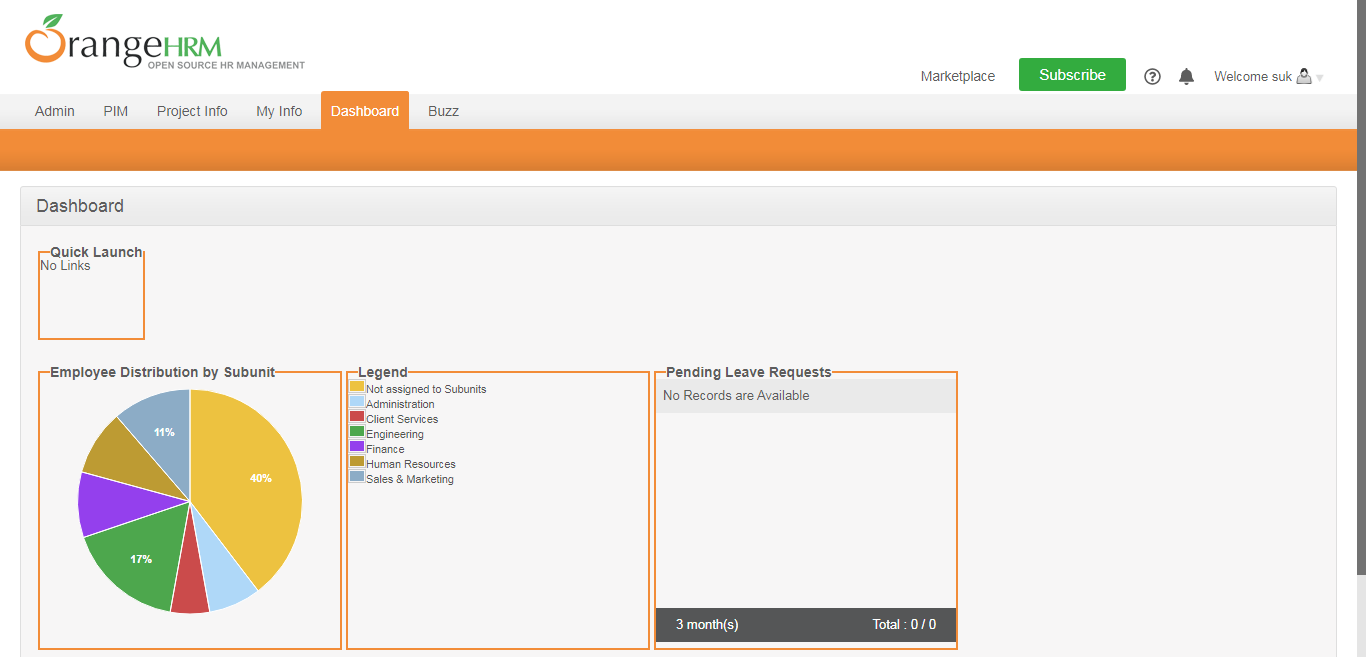 OrangeHRM
OPEN SOURCE HR MANAGEMENT
Marketplace
Subscribe
Welcome suk
Admin
PIM
Project Info
My Info
Dashboard
Buzz
Dashboard
Quick Launch
No Links
Employee Distribution by Subunit
11%
40%
17%
Legend
Not assigned to Subunits
Administration
Client Services
Engineering
Finance
Human Resources
Sales & Marketing
Pending Leave Requests
No Records are Available
3 month(s)
Total : 0 / 0